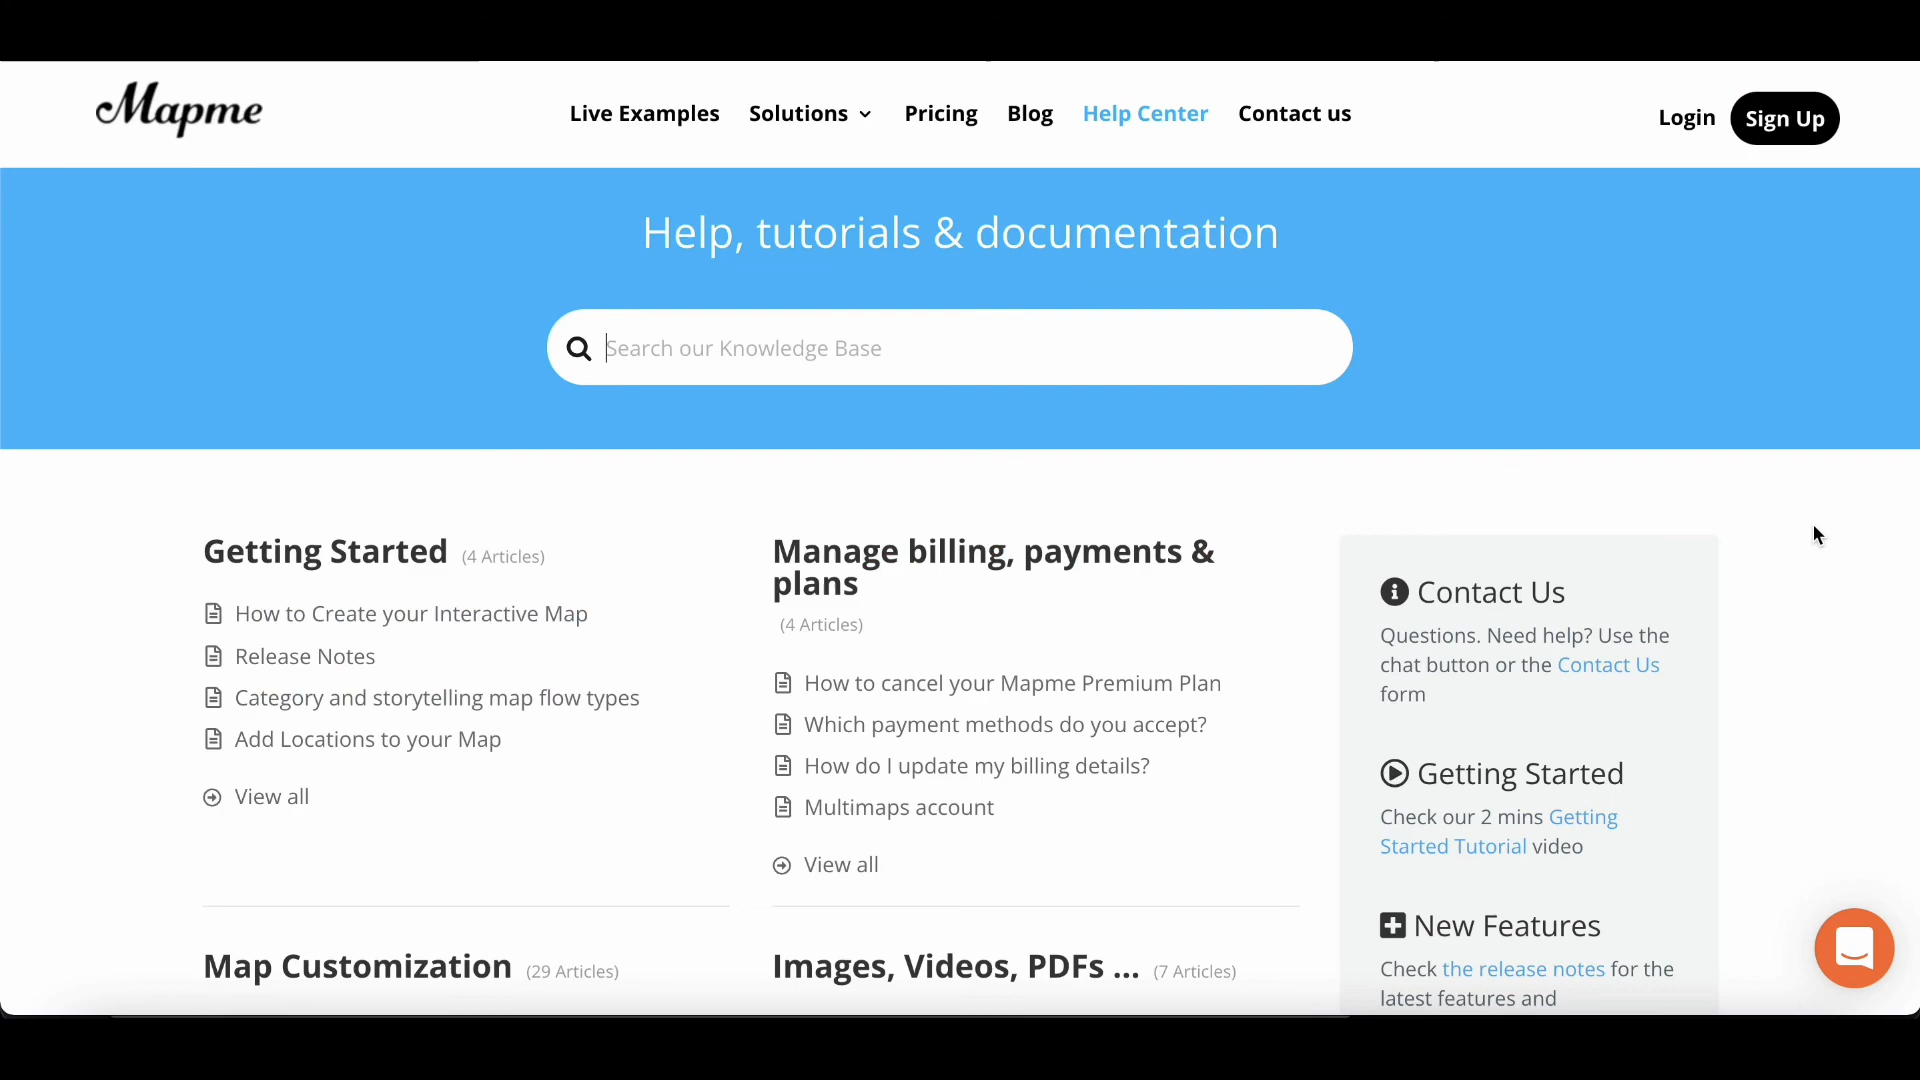 Mapme
Live Examples
Solutions
Pricing
Blog
Help Center
Contact us
Login
Sign Up
Help, tutorials & documentation
Search our Knowledge Base
Getting Started (4 Articles)
How to Create your Interactive Map
Release Notes
Category and storytelling map flow types
Add Locations to your Map
View all
Manage billing, payments &
plans
(4 Articles)
How to cancel your Mapme Premium Plan
Which payment methods do you accept?
How do I update my billing details?
Multimaps account
View all
Contact Us
Questions. Need help? Use the
chat button or the Contact Us
form
Getting Started
Check our 2 mins Getting
Started Tutorial video
New Features
Check the release notes for the
latest features and
Map Customization (29 Articles)
Images, Videos, PDFs ... (7 Articles)